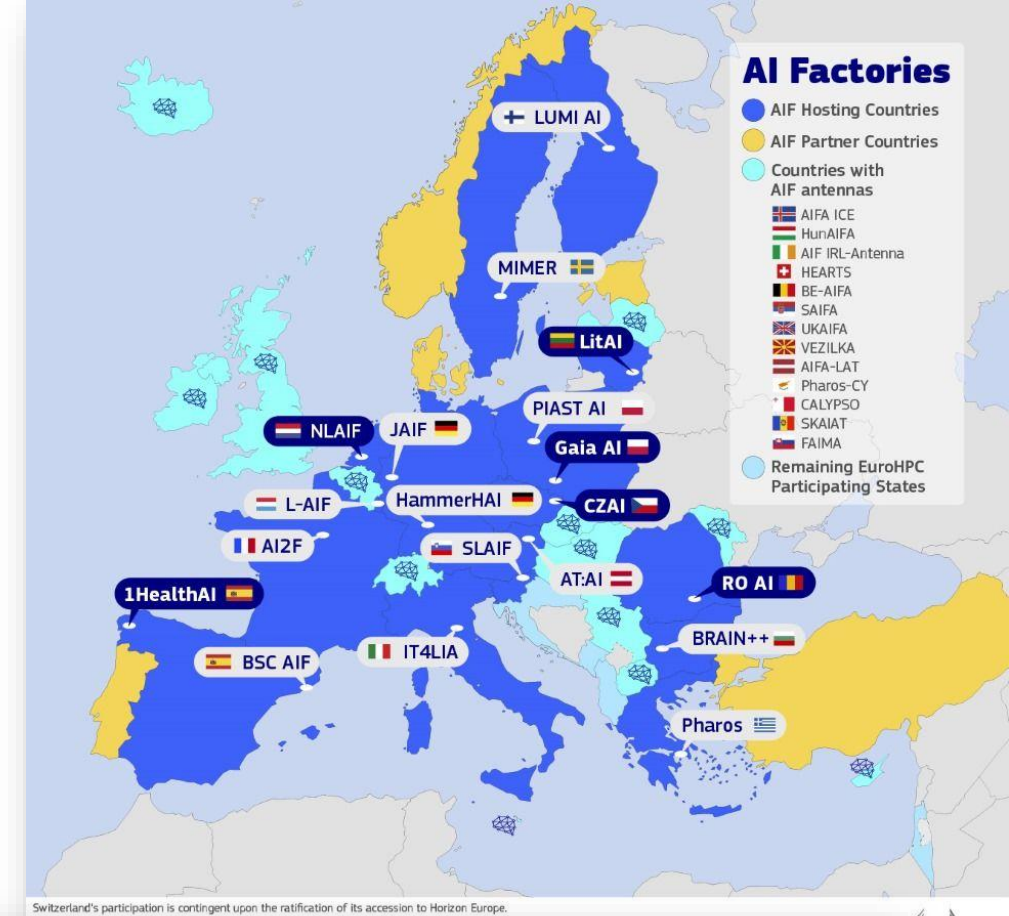 AI Factories
AIF Hosting Countries
AIF Partner Countries
Countries with
AIF antennas
AIFA ICE
HunAIFA
AIF IRL-Antenna
HEARTS
BE-AIFA
SAIFA
UKAIFA
VEZILKA
AIFA-LAT
Pharos-CY
CALYPSO
SKAIAT
FAIMA
Remaining EuroHPC
Participating States
LUMI AI
MIMER
LitAI
PIAST AI
NLAIF
JAIF
Gaia AI
L-AIF
HammerHAI
CZAI
AI2F
SLAIF
AT:AI
RO AI
1HealthAI
BRAIN++
IT4LIA
BSC AIF
Pharos
Switzerland's participation is contingent upon the ratification of its accession to Horizon Europe.